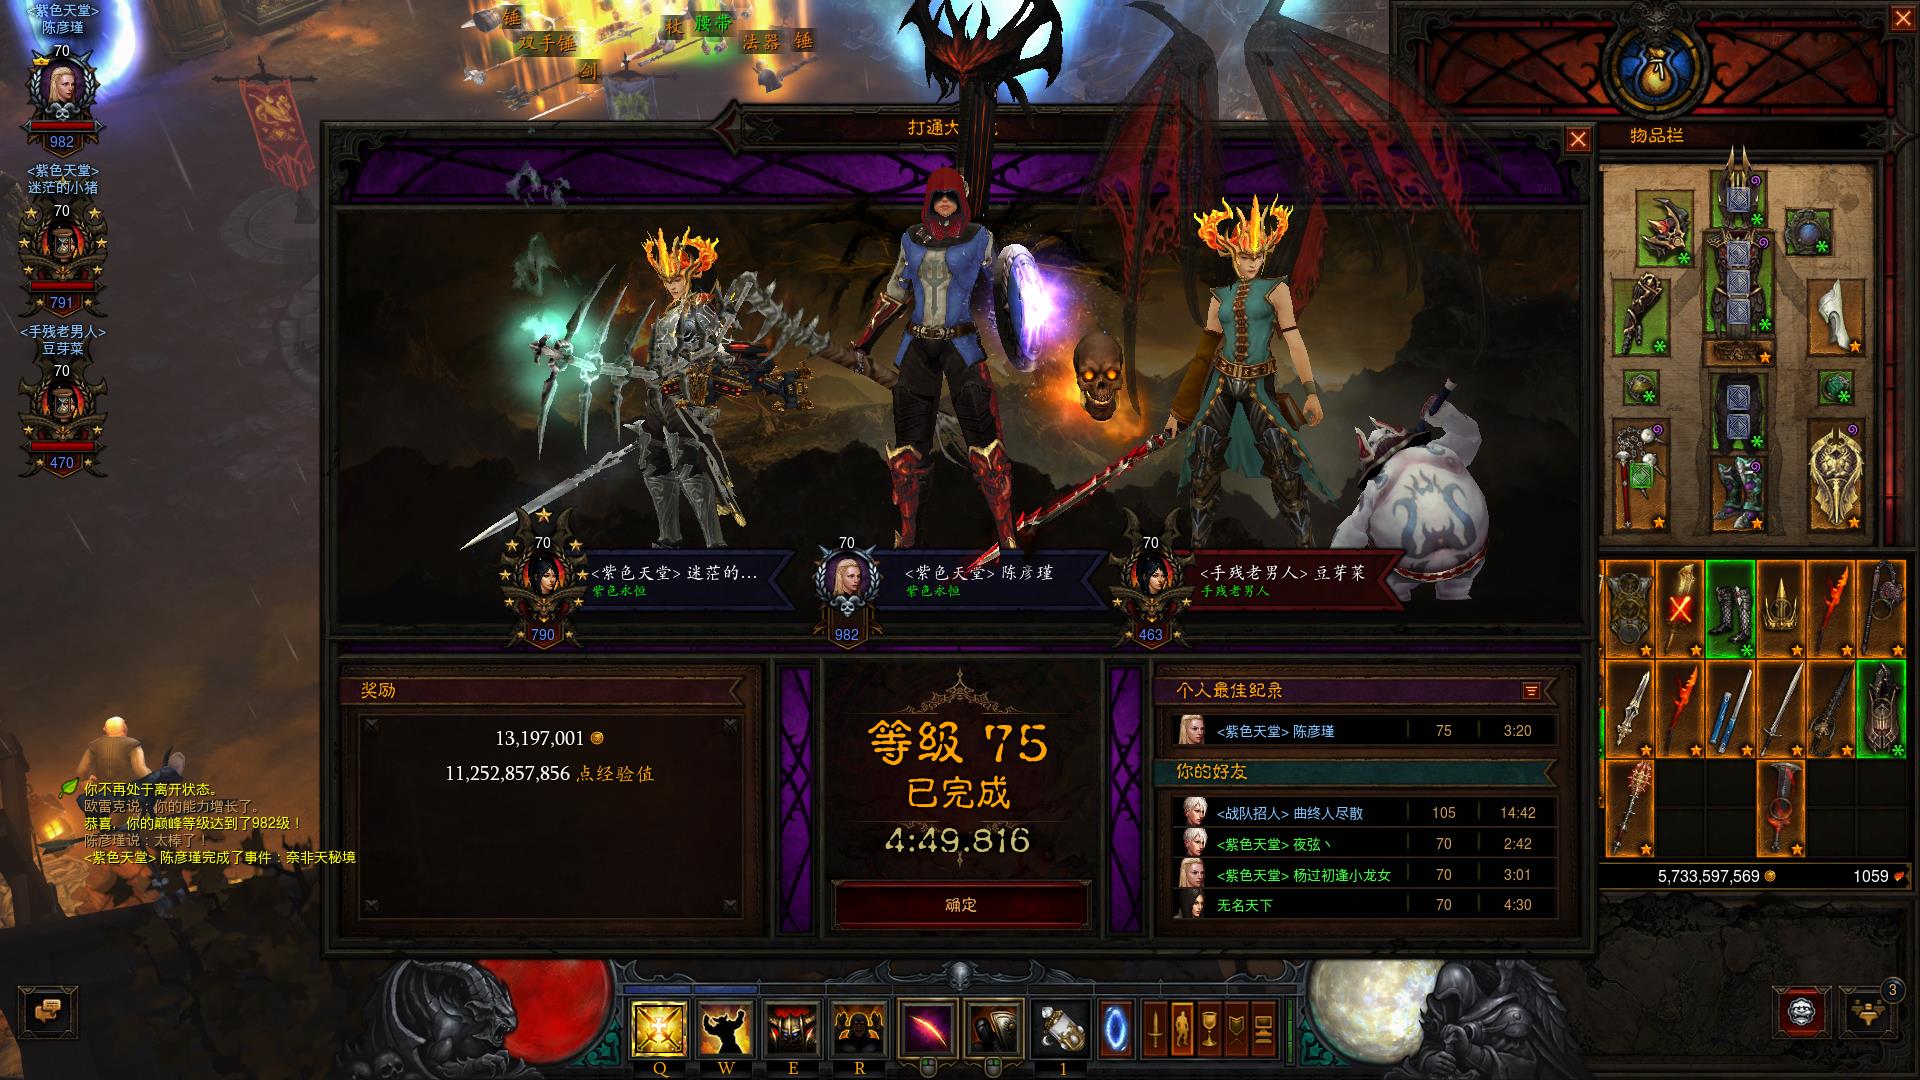 <紫色天堂>
陈彦瑾
70
982
<紫色天堂>
迷茫的小猪
70
791
<手残老男人>
豆芽菜
70
470
锤
双手锤
剑
杖
腰带
法器
锤
打通大
物品栏
70
<紫色天堂> 迷茫的...
紫色永恒
790
70
<紫色天堂> 陈彦瑾
紫色永恒
982
70
<手残老男人> 豆芽菜
手残老男人
463
奖励
13,197,001
11,252,857,856 点经验值
等级 75
已完成
4:49.816
确定
个人最佳纪录
<紫色天堂> 陈彦瑾 75 3:20
你的好友
<战队招人> 曲终人尽散 105 14:42
<紫色天堂> 夜弦丶 70 2:42
<紫色天堂> 杨过初逢小龙女 70 3:01
无名天下 70 4:30
你不再处于离开状态。
欧雷克说：你的能力增长了。
恭喜，你的巅峰等级达到了982级！
陈彦瑾说：太棒了！
<紫色天堂> 陈彦瑾完成了事件：奈非天秘境
5,733,597,569 1059
Q W E R 1
3